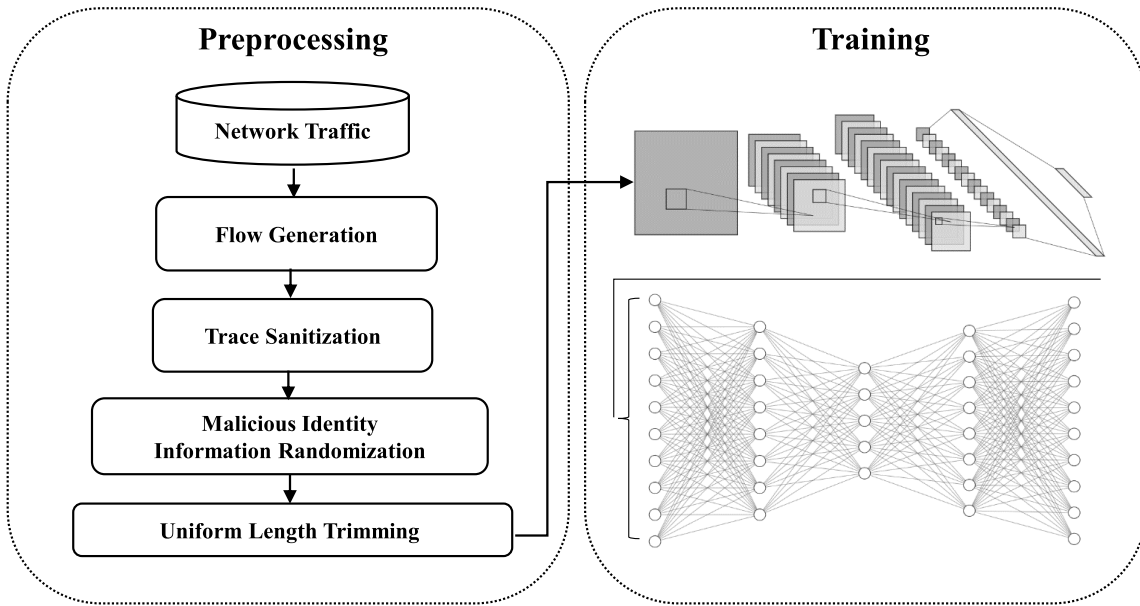 Preprocessing
Network Traffic
Flow Generation
Trace Sanitization
Malicious Identity
Information Randomization
Uniform Length Trimming
Training